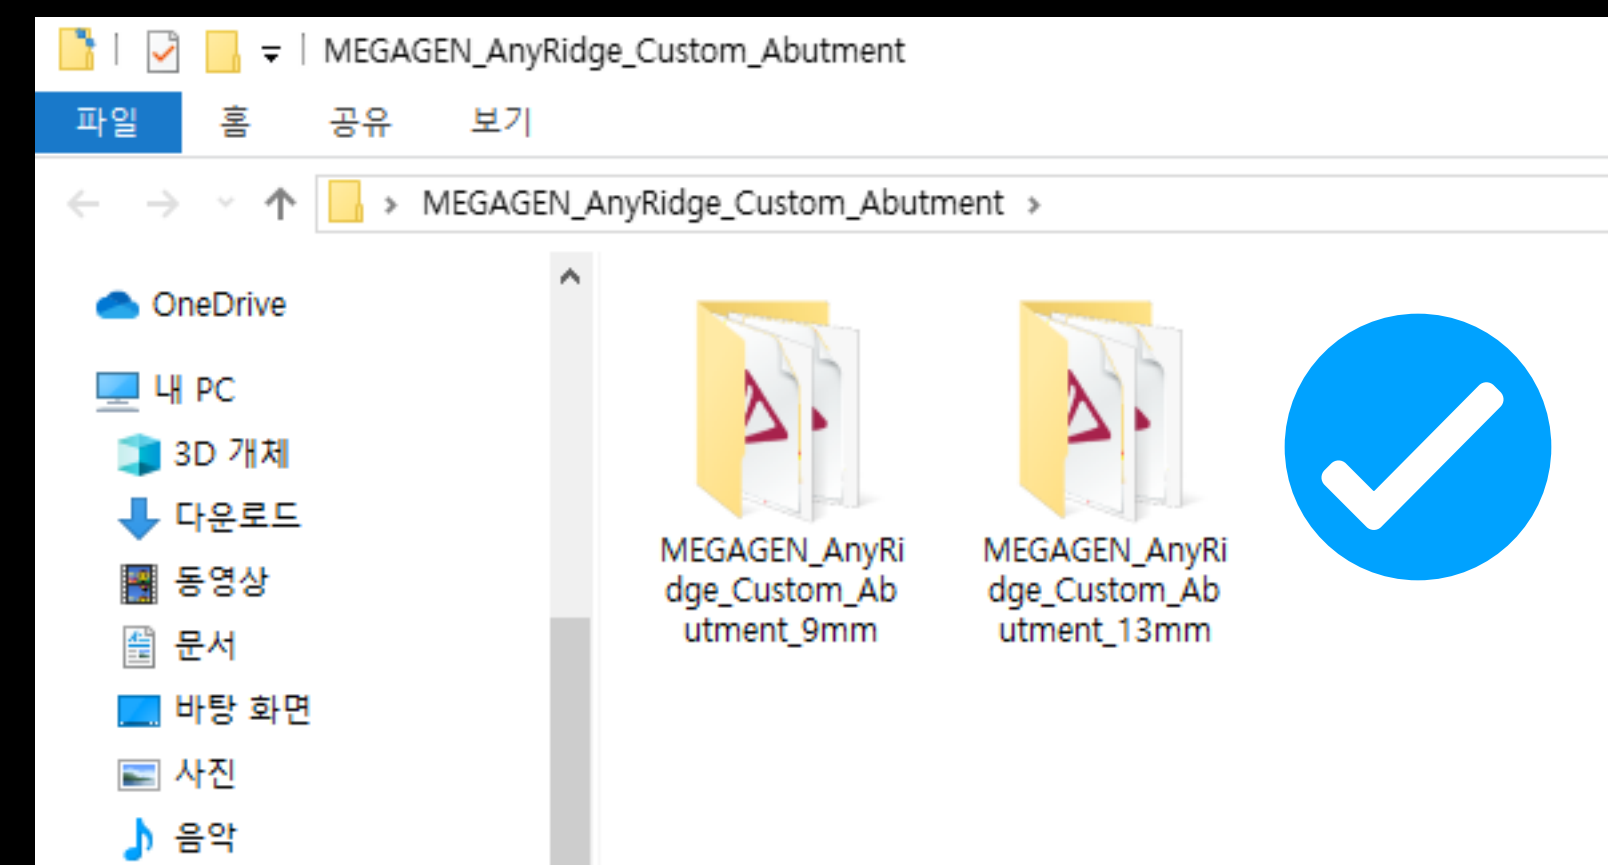 MEGAGEN_AnyRidge_Custom_Abutment
파일 홈 공유 보기
MEGAGEN_AnyRidge_Custom_Abutment
OneDrive
내 PC
3D 개체
다운로드
동영상
문서
바탕 화면
사진
음악
MEGAGEN_AnyRi
dge_Custom_Ab
utment_9mm
MEGAGEN_AnyRi
dge_Custom_Ab
utment_13mm